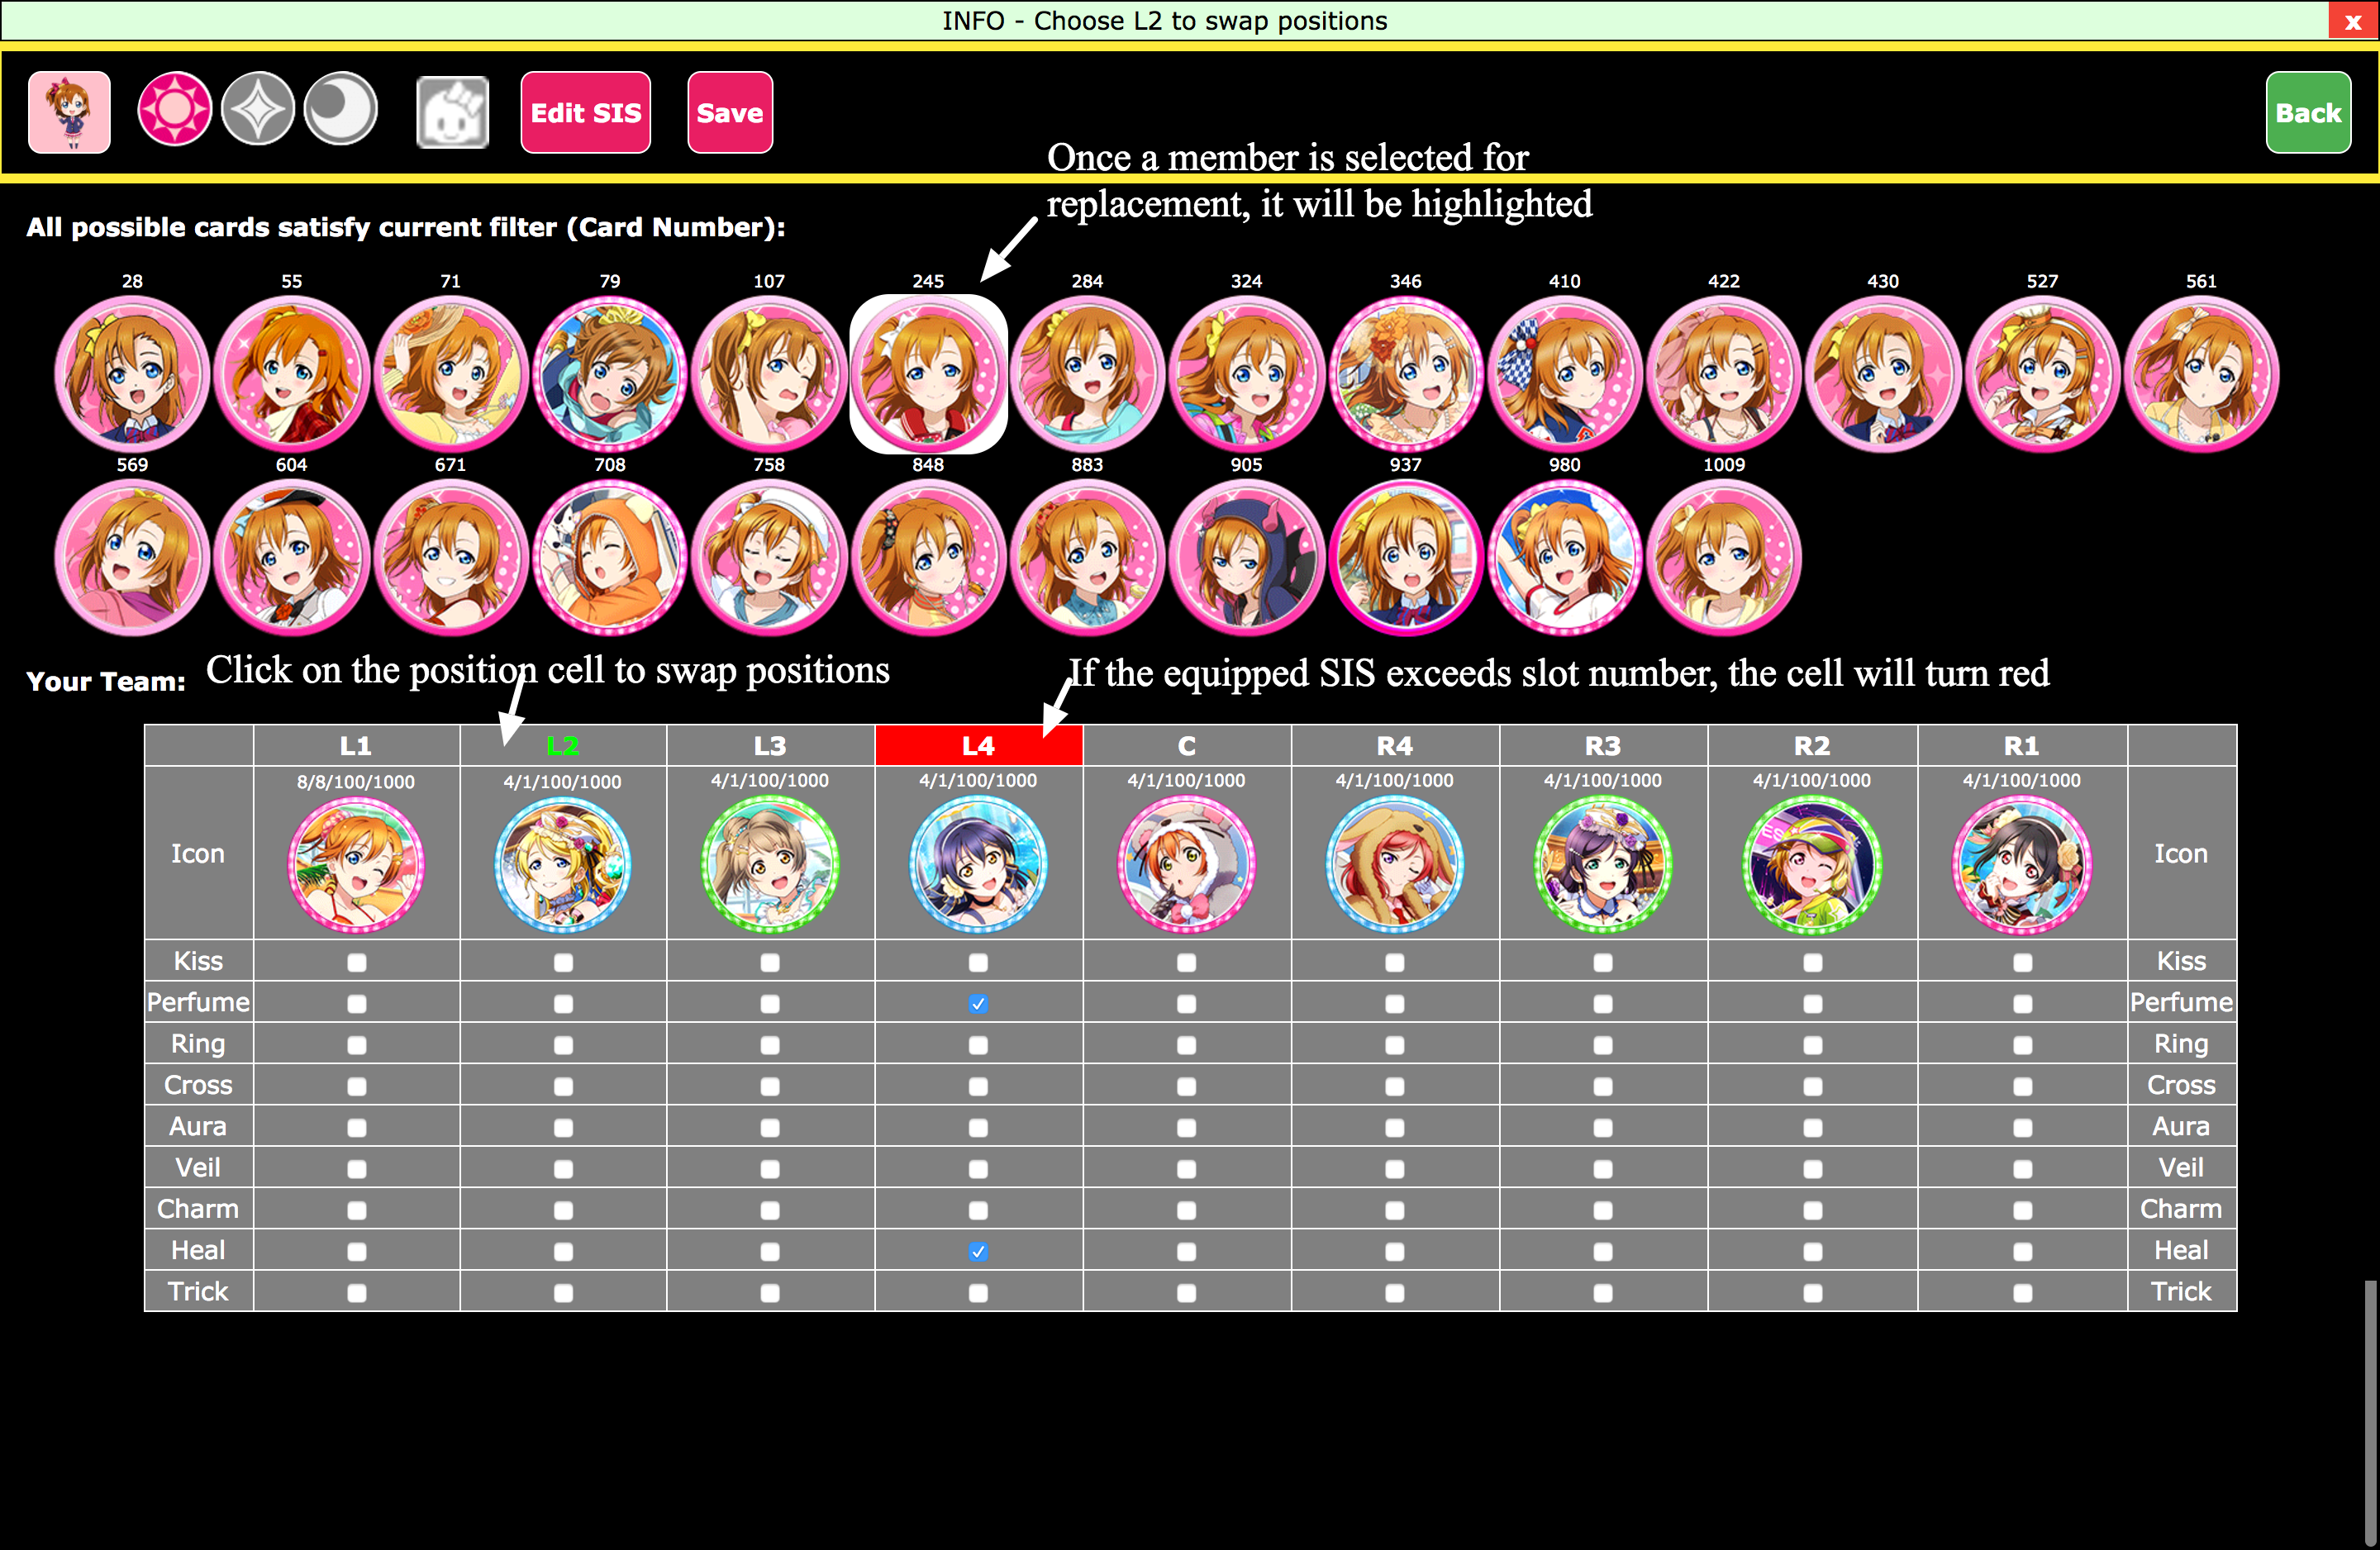 INFO - Choose L2 to swap positions
x
Edit SIS
Save
Back
Once a member is selected for
replacement, it will be highlighted
All possible cards satisfy current filter (Card Number):
28 55 71 79 107 245 284 324 346 410 422 430 527 561
569 604 671 708 758 848 883 905 937 980 1009
Your Team:
Click on the position cell to swap positions
If the equipped SIS exceeds slot number, the cell will turn red
L1 L2 L3 L4 C R4 R3 R2 R1
8/8/100/1000 4/1/100/1000 4/1/100/1000 4/1/100/1000 4/1/100/1000 4/1/100/1000 4/1/100/1000 4/1/100/1000 4/1/100/1000
Icon Icon
Kiss Kiss
Perfume Perfume
Ring Ring
Cross Cross
Aura Aura
Veil Veil
Charm Charm
Heal Heal
Trick Trick